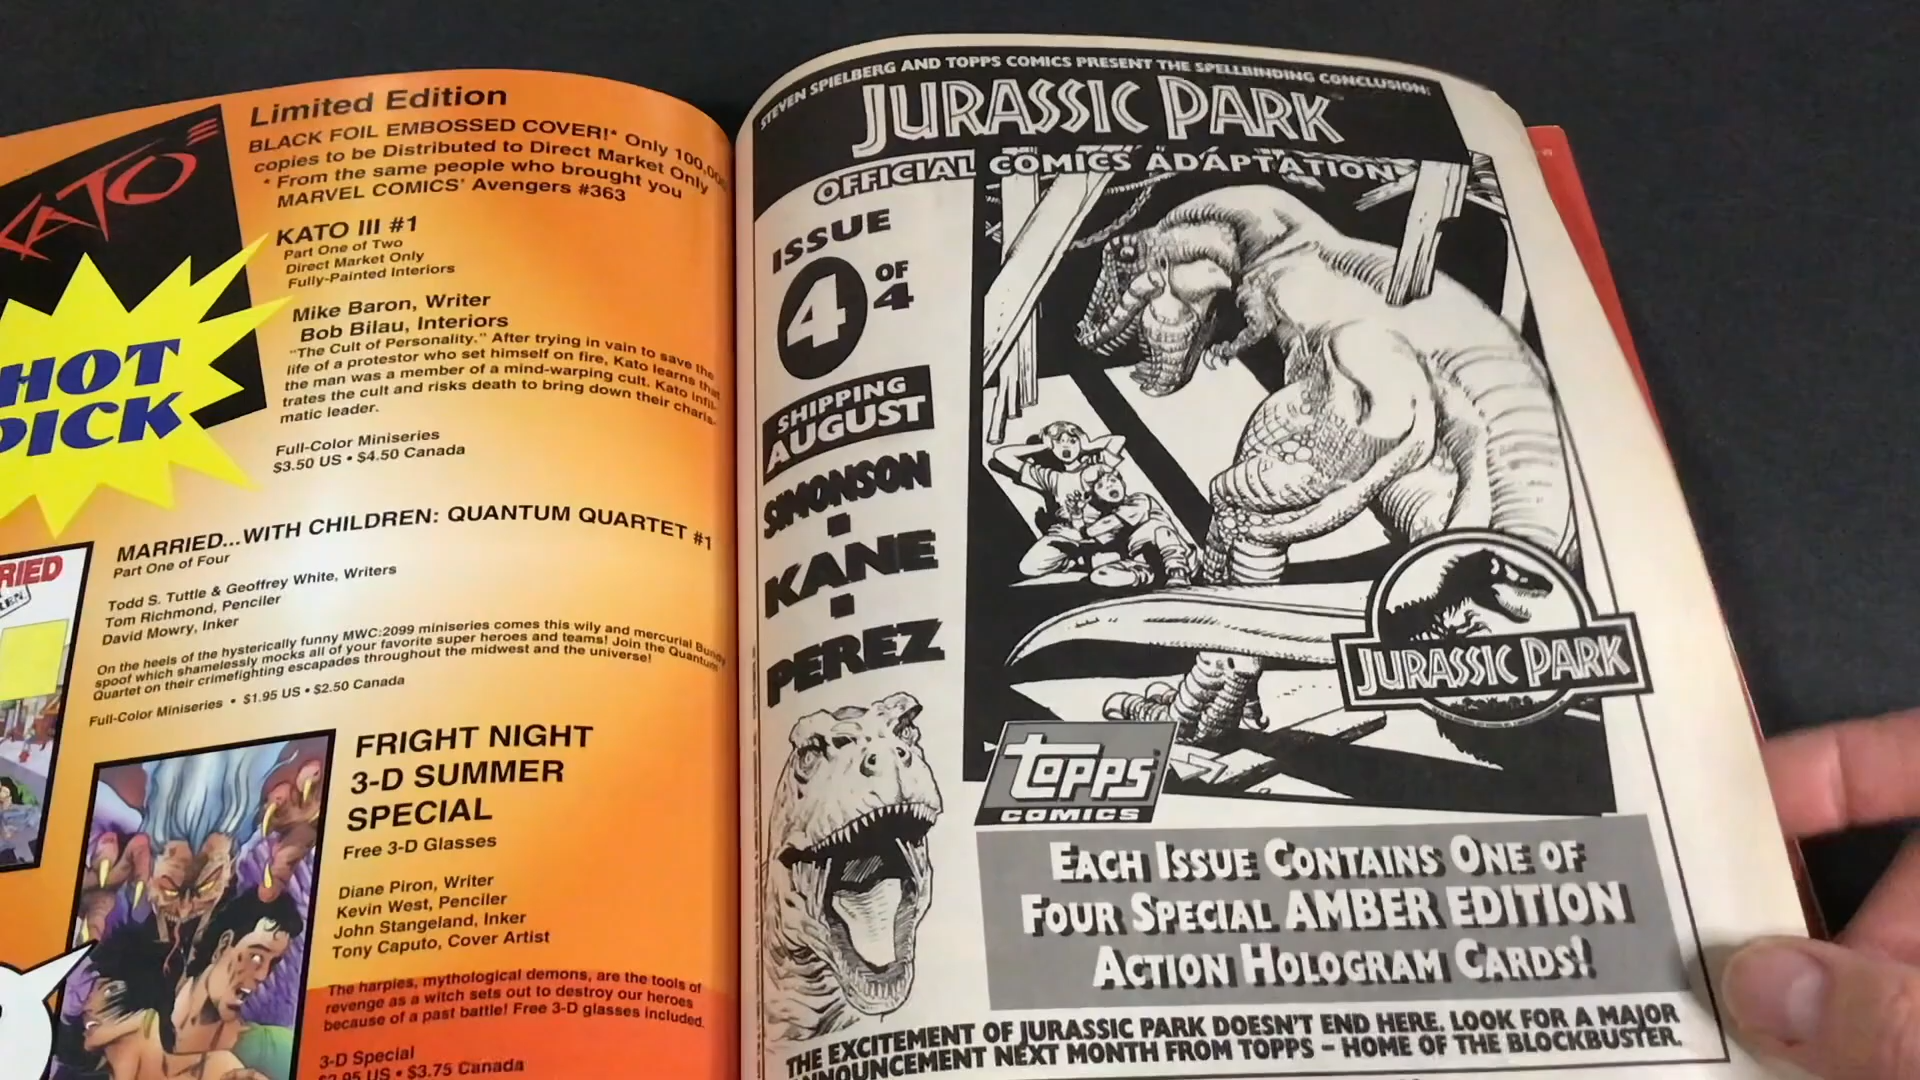 KATO III
HOT
PICK
Limited Edition
BLACK FOIL EMBOSSED COVER!* Only 100,
copies to be Distributed to Direct Market Only
* From the same people who brought you
MARVEL COMICS' Avengers #363
KATO III #1
Part One of Two
Direct Market Only
Fully-Painted Interiors
Mike Baron, Writer
Bob Bilau, Interiors
"The Cult of Personality." After trying in vain to save the
life of a protestor who set himself on fire, Kato learns that
the man was a member of a mind-warping cult. Kato infil-
trates the cult and risks death to bring down their charis-
matic leader.
Full-Color Miniseries
$3.50 US • $4.50 Canada
RIED
MARRIED...WITH CHILDREN: QUANTUM QUARTET #1
Part One of Four
Todd S. Tuttle & Geoffrey White, Writers
Tom Richmond, Penciler
David Mowry, Inker
On the heels of the hysterically funny MWC:2099 miniseries comes this wily and mercurial Bundy
spoof which shamelessly mocks all of your favorite super heroes and teams! Join the Quantum
Quartet on their crimefighting escapades throughout the midwest and the universe!
Full-Color Miniseries • $1.95 US • $2.50 Canada
FRIGHT NIGHT
3-D SUMMER
SPECIAL
Free 3-D Glasses
Diane Piron, Writer
Kevin West, Penciler
John Stangeland, Inker
Tony Caputo, Cover Artist
The harpies, mythological demons, are the tools of
revenge as a witch sets out to destroy our heroes
because of a past battle! Free 3-D glasses included.
3-D Special
$2.95 US • $3.75 Canada
STEVEN SPIELBERG AND TOPPS COMICS PRESENT THE SPELLBINDING CONCLUSION:
JURASSIC PARK
OFFICIAL COMICS ADAPTATION
ISSUE
4 OF 4
SHIPPING
AUGUST
SIMONSON
KANE
PEREZ
JURASSIC PARK
topps
COMICS
EACH ISSUE CONTAINS ONE OF
FOUR SPECIAL AMBER EDITION
ACTION HOLOGRAM CARDS!
THE EXCITEMENT OF JURASSIC PARK DOESN'T END HERE. LOOK FOR A MAJOR
ANNOUNCEMENT NEXT MONTH FROM TOPPS – HOME OF THE BLOCKBUSTER.